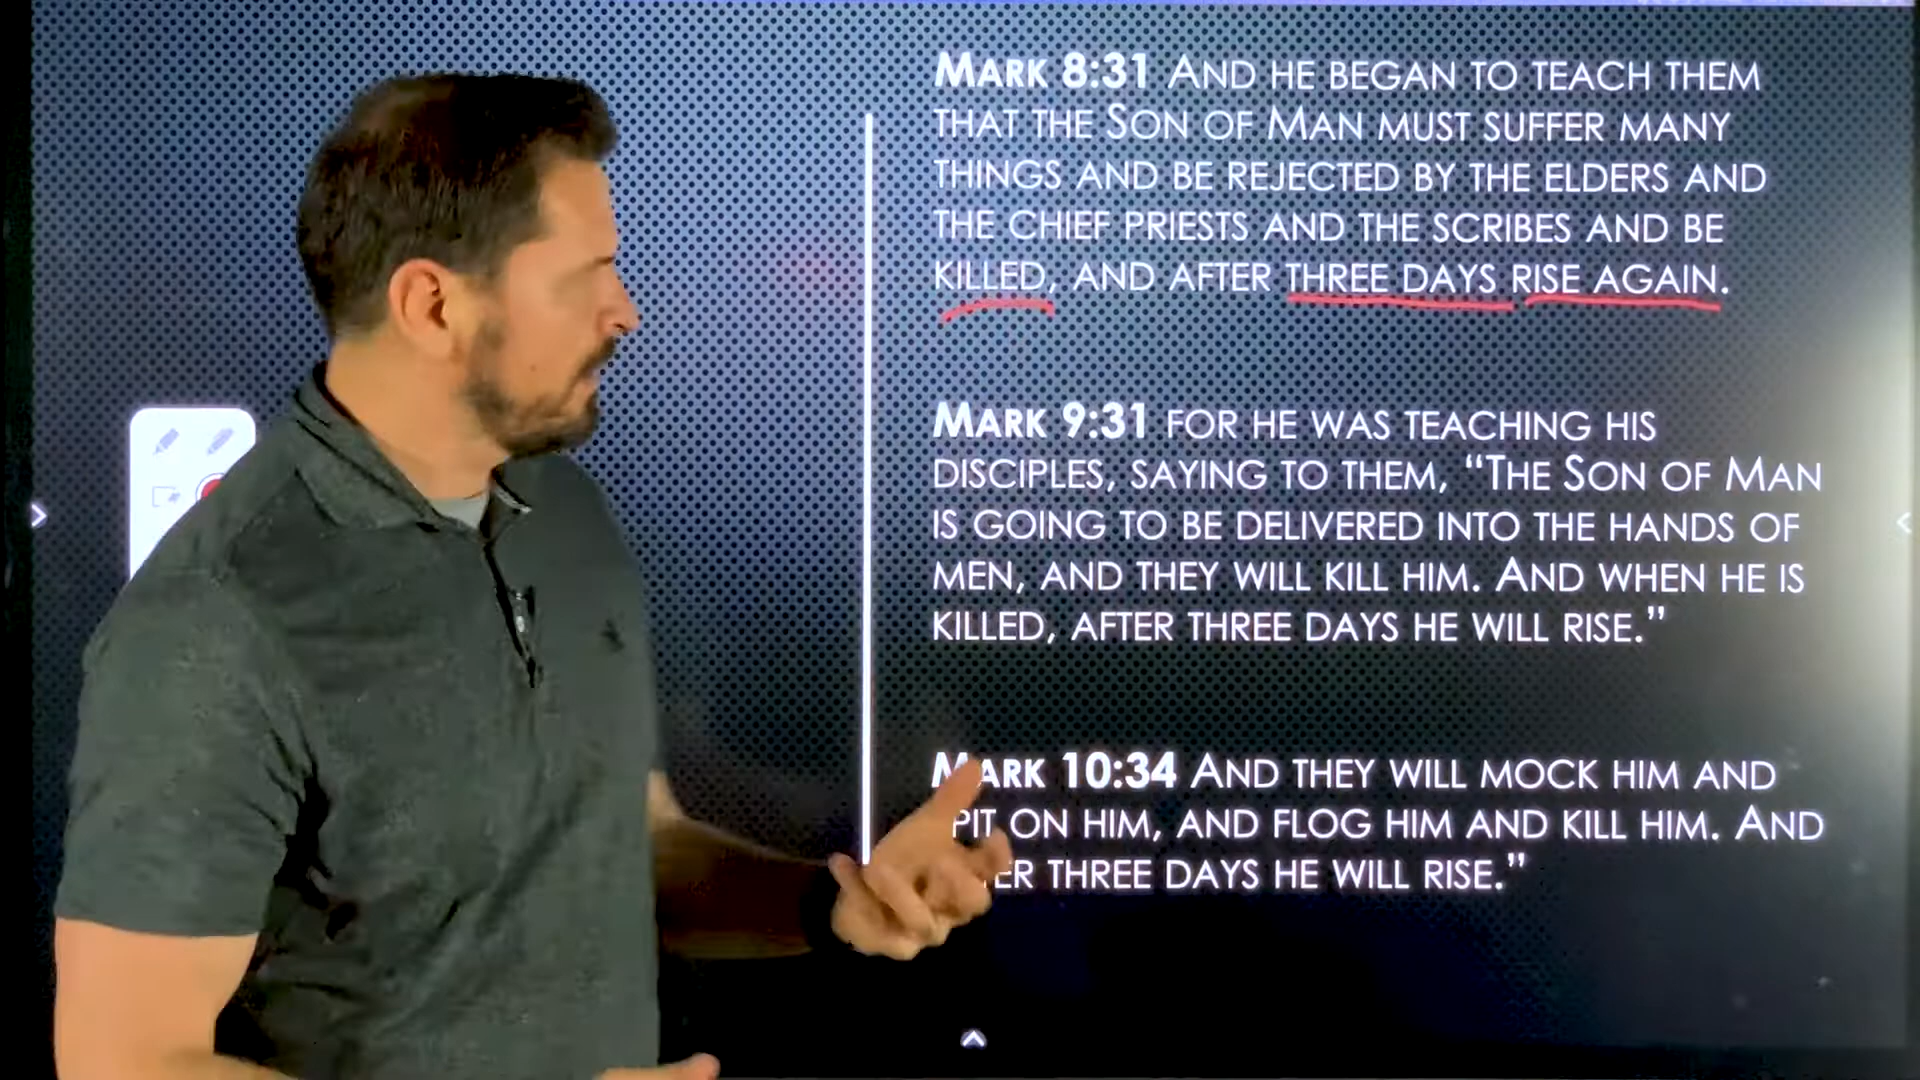 MARK 8:31 AND HE BEGAN TO TEACH THEM
THAT THE SON OF MAN MUST SUFFER MANY
THINGS AND BE REJECTED BY THE ELDERS AND
THE CHIEF PRIESTS AND THE SCRIBES AND BE
KILLED, AND AFTER THREE DAYS RISE AGAIN.
MARK 9:31 FOR HE WAS TEACHING HIS
DISCIPLES, SAYING TO THEM, “THE SON OF MAN
IS GOING TO BE DELIVERED INTO THE HANDS OF
MEN, AND THEY WILL KILL HIM. AND WHEN HE IS
KILLED, AFTER THREE DAYS HE WILL RISE.”
MARK 10:34 AND THEY WILL MOCK HIM AND
PIT ON HIM, AND FLOG HIM AND KILL HIM. AND
ER THREE DAYS HE WILL RISE.”